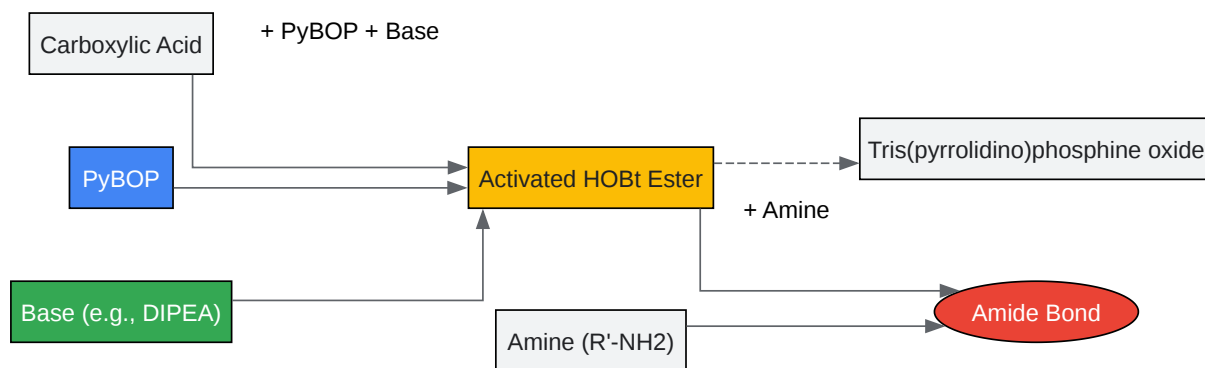 Carboxylic Acid
+ PyBOP + Base
PyBOP
Activated HOBt Ester
Tris(pyrrolidino)phosphine oxide
+ Amine
Base (e.g., DIPEA)
Amine (R'-NH2)
Amide Bond